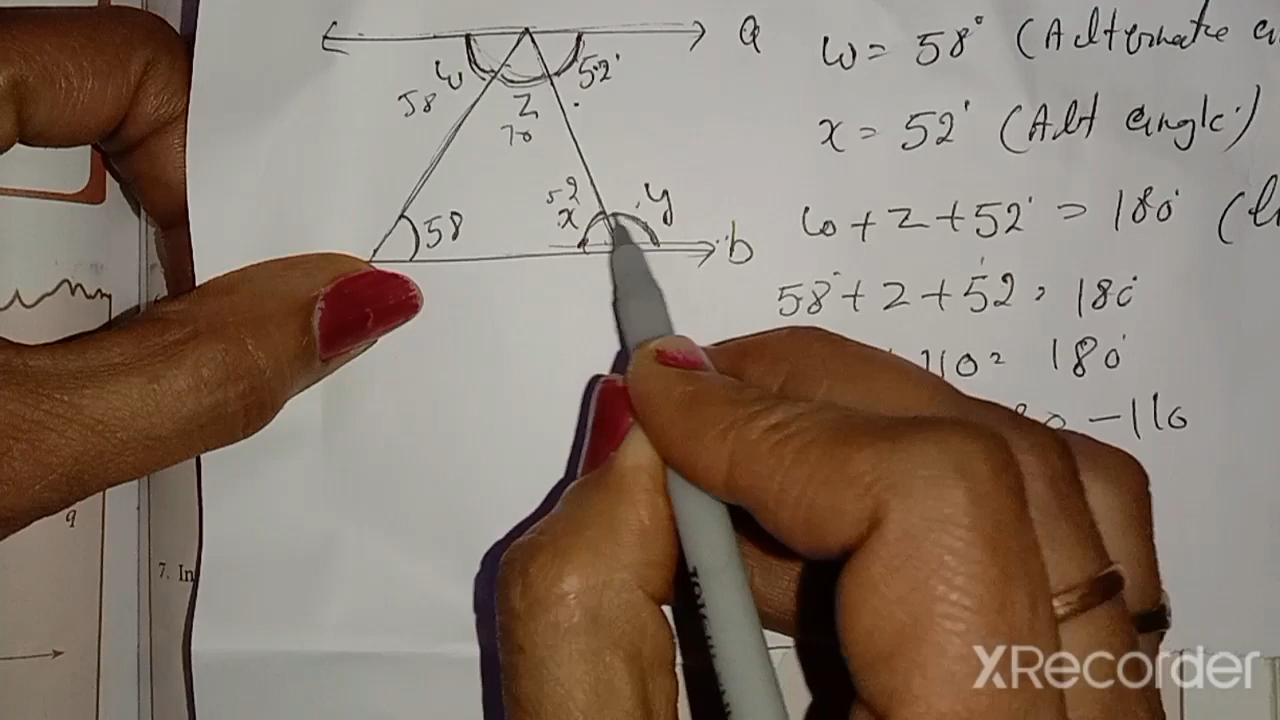 a
w
52°
58
z
70
52
x
y
58
b
w = 58° (Alternate
x = 52° (Alt angle)
w + z + 52° = 180°
58° + z + 52 = 180
110 = 180°
- 110
q
7. In
XRecorder